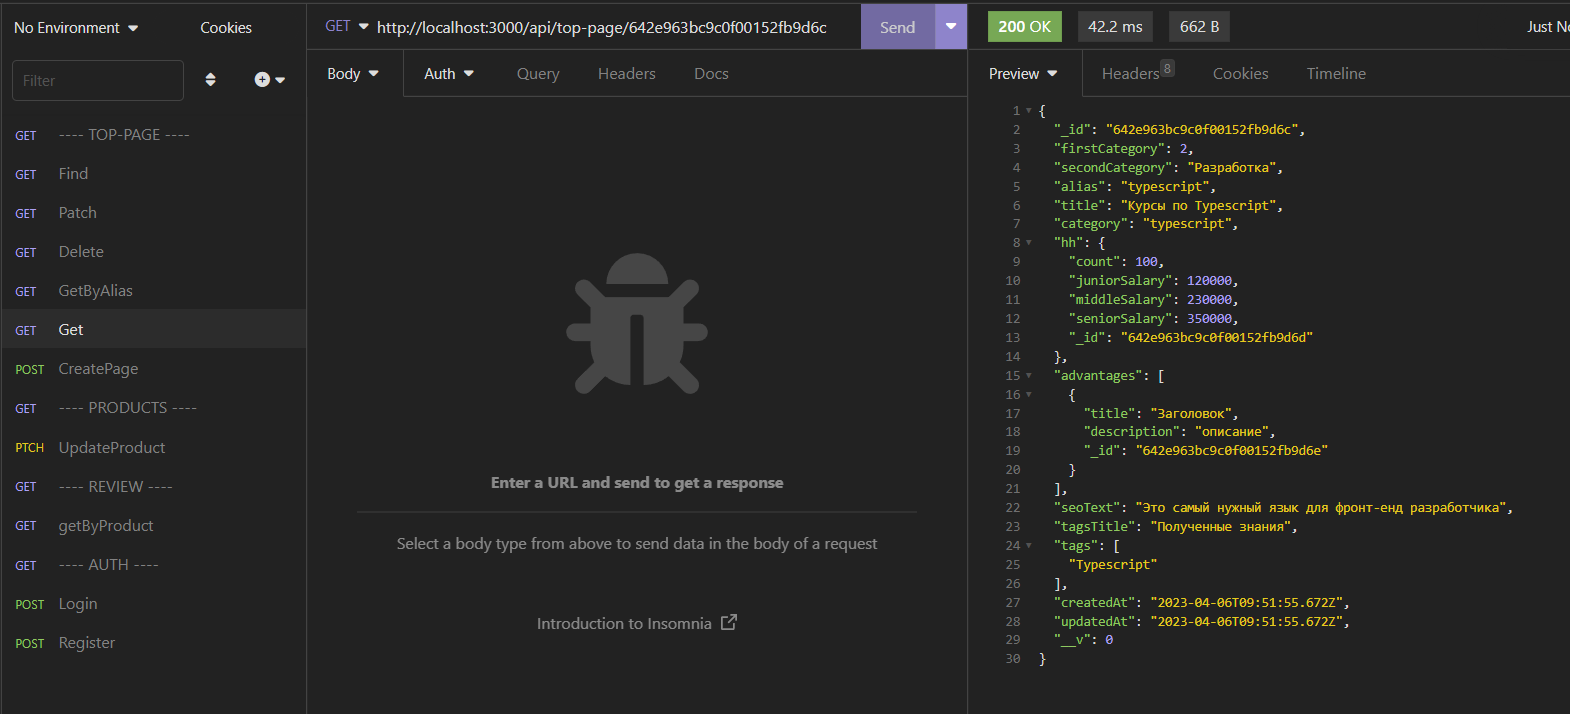 No Environment
Cookies
Filter
GET ---- TOP-PAGE ----
GET Find
GET Patch
GET Delete
GET GetByAlias
GET Get
POST CreatePage
GET ---- PRODUCTS ----
PTCH UpdateProduct
GET ---- REVIEW ----
GET getByProduct
GET ---- AUTH ----
POST Login
POST Register
GET http://localhost:3000/api/top-page/642e963bc9c0f00152fb9d6c Send
Body Auth Query Headers Docs
Enter a URL and send to get a response
Select a body type from above to send data in the body of a request
Introduction to Insomnia
200 OK 42.2 ms 662 B Just No
Preview Headers 8 Cookies Timeline
1 {
2 "_id": "642e963bc9c0f00152fb9d6c",
3 "firstCategory": 2,
4 "secondCategory": "Разработка",
5 "alias": "typescript",
6 "title": "Курсы по Typescript",
7 "category": "typescript",
8 "hh": {
9 "count": 100,
10 "juniorSalary": 120000,
11 "middleSalary": 230000,
12 "seniorSalary": 350000,
13 "_id": "642e963bc9c0f00152fb9d6d"
14 },
15 "advantages": [
16 {
17 "title": "Заголовок",
18 "description": "описание",
19 "_id": "642e963bc9c0f00152fb9d6e"
20 }
21 ],
22 "seoText": "Это самый нужный язык для фронт-енд разработчика",
23 "tagsTitle": "Полученные знания",
24 "tags": [
25 "Typescript"
26 ],
27 "createdAt": "2023-04-06T09:51:55.672Z",
28 "updatedAt": "2023-04-06T09:51:55.672Z",
29 "__v": 0
30 }